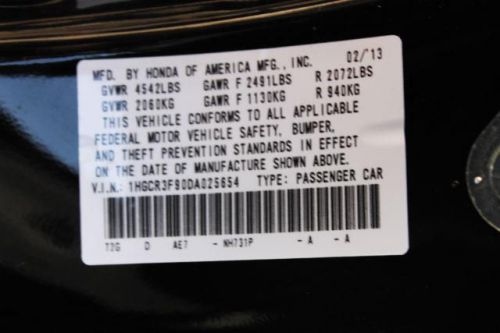 MFD. BY HONDA OF AMERICA MFG., INC. 02/13
GVWR 4542LBS GAWR F 2491LBS R 2072LBS
GVWR 2060KG GAWR F 1130KG R 940KG
THIS VEHICLE CONFORMS TO ALL APPLICABLE
FEDERAL MOTOR VEHICLE SAFETY, BUMPER,
AND THEFT PREVENTION STANDARDS IN EFFECT
ON THE DATE OF MANUFACTURE SHOWN ABOVE.
V.I.N.: 1HGCR3F90DA025654 TYPE: PASSENGER CAR
T2G D AE7 - NH731P - A - A